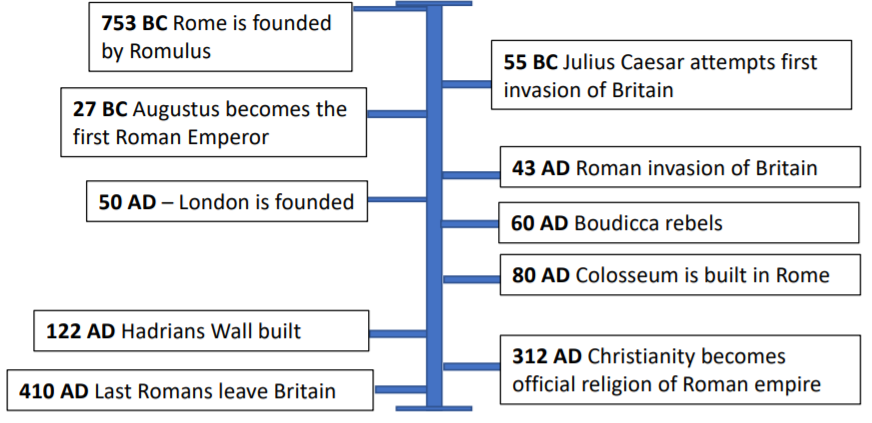 753 BC Rome is founded
by Romulus
55 BC Julius Caesar attempts first
invasion of Britain
27 BC Augustus becomes the
first Roman Emperor
43 AD Roman invasion of Britain
50 AD – London is founded
60 AD Boudicca rebels
80 AD Colosseum is built in Rome
122 AD Hadrians Wall built
312 AD Christianity becomes
official religion of Roman empire
410 AD Last Romans leave Britain